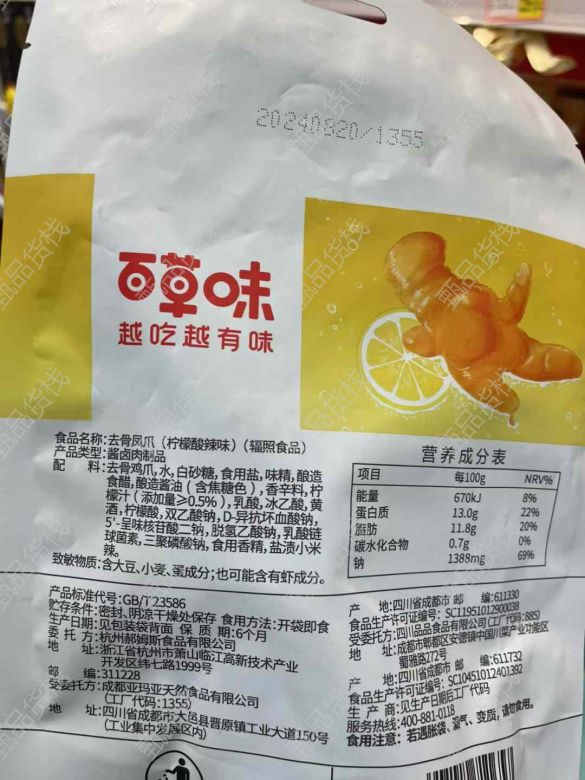 20240820/1355
百草味
越吃越有味
食品名称:去骨凤爪（柠檬酸辣味）（辐照食品）
产品类型:酱卤肉制品
配 料:去骨鸡爪,水,白砂糖,食用盐,味精,酿造
食醋,酿造酱油（含焦糖色）,香辛料,柠
檬汁（添加量≥0.5%）,乳酸,冰乙酸,黄
酒,柠檬酸,双乙酸钠,D-异抗坏血酸钠,
5'-呈味核苷酸二钠,脱氢乙酸钠,乳酸链
球菌素,三聚磷酸钠,食用香精,盐渍小米
辣。
致敏物质:含大豆、小麦、蛋成分;也可能含有虾成分。
营养成分表
项目 每100g NRV%
能量 670kJ 8%
蛋白质 13.0g 22%
脂肪 11.8g 20%
碳水化合物 0.7g 0%
钠 1388mg 69%
产品标准代号:GB/T 23586
贮存条件:密封、阴凉干燥处保存 食用方法:开袋即食
生产日期:见包装袋背面 保 质 期:6个月
委 托 方:杭州郝姆斯食品有限公司
地 址:浙江省杭州市萧山临江高新技术产业
开发区纬七路1999号
邮 编:311228
受委托方:成都亚玛亚天然食品有限公司
（工厂代码:1355）
地 址:四川省成都市大邑县晋原镇工业大道150号
（工业集中发展区内）
产 地:四川省成都市 邮 编:611330
食品生产许可证编号:SC11951012900038
受委托方:四川品品食品有限公司（工厂代码:885）
地 址:成都市郫都区安德镇中国川菜产业功能区
蜀雅路272号
产 地:四川省成都市 邮 编:611732
食品生产许可证编号:SC10451012401392
生 产 商:见生产日期后工厂代码
服务热线:400-881-0118
食用注意:若遇胀袋、漏气、变质,请勿食用。
甄品货栈